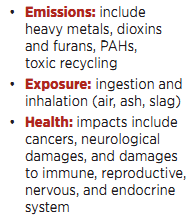 • Emissions: include
heavy metals, dioxins
and furans, PAHs,
toxic recycling
• Exposure: ingestion and
inhalation (air, ash, slag)
• Health: impacts include
cancers, neurological
damages, and damages
to immune, reproductive,
nervous, and endocrine
system